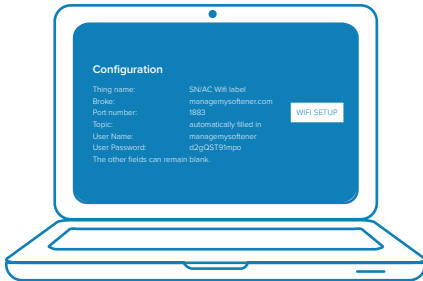 Configuration
Thing name: SN/AC Wifi label
Broke: managemysoftener.com
Port number: 1883
WIFI SETUP
Topic: automatically filled in
User Name: managemysoftener
User Password: d2gQST91mpo
The other fields can remain blank.